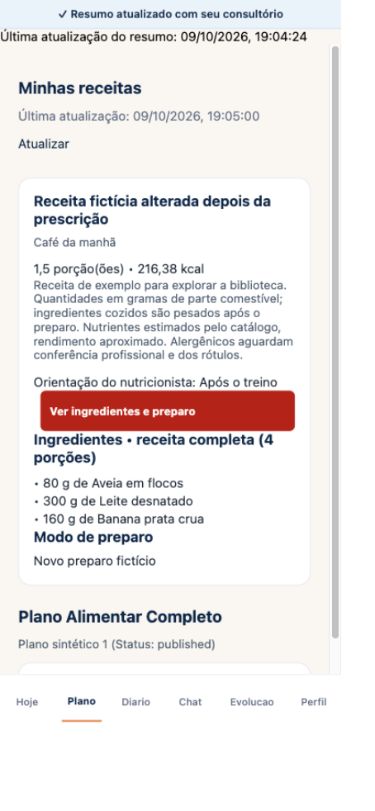 ✓ Resumo atualizado com seu consultório
Última atualização do resumo: 09/10/2026, 19:04:24
Minhas receitas
Última atualização: 09/10/2026, 19:05:00
Atualizar
Receita fictícia alterada depois da
prescrição
Café da manhã
1,5 porção(ões) • 216,38 kcal
Receita de exemplo para explorar a biblioteca.
Quantidades em gramas de parte comestível;
ingredientes cozidos são pesados após o
preparo. Nutrientes estimados pelo catálogo,
rendimento aproximado. Alergênicos aguardam
conferência profissional e dos rótulos.
Orientação do nutricionista: Após o treino
Ver ingredientes e preparo
Ingredientes • receita completa (4
porções)
• 80 g de Aveia em flocos
• 300 g de Leite desnatado
• 160 g de Banana prata crua
Modo de preparo
Novo preparo fictício
Plano Alimentar Completo
Plano sintético 1 (Status: published)
Hoje Plano Diario Chat Evolucao Perfil